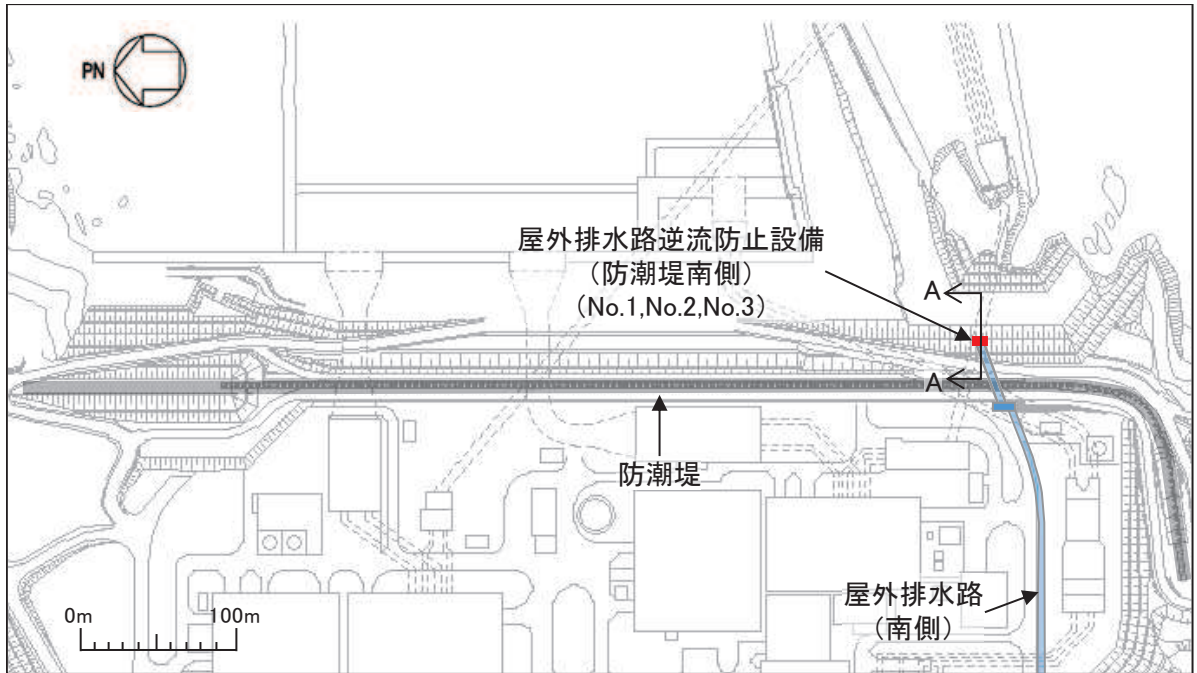 PN
屋外排水路逆流防止設備
(防潮堤南側)
(No.1,No.2,No.3)
A
A
防潮堤
屋外排水路
(南側)
0m 100m